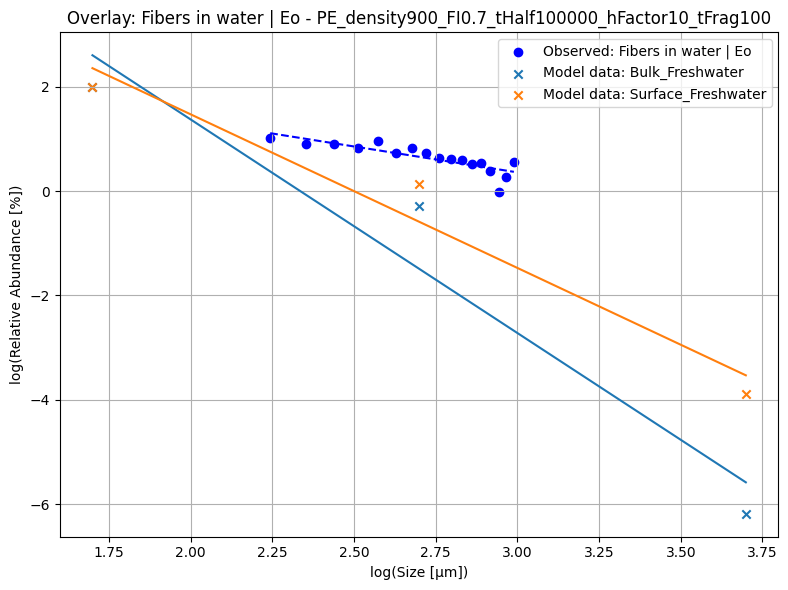 Overlay: Fibers in water | Eo - PE_density900_FI0.7_tHalf100000_hFactor10_tFrag100
Observed: Fibers in water | Eo
Model data: Bulk_Freshwater
Model data: Surface_Freshwater
log(Relative Abundance [%])
2
0
−2
−4
−6
1.75 2.00 2.25 2.50 2.75 3.00 3.25 3.50 3.75
log(Size [µm])